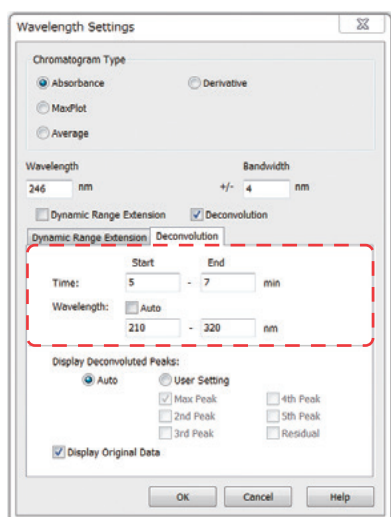 Wavelength Settings
Chromatogram Type
Absorbance Derivative
MaxPlot
Average
Wavelength Bandwidth
246 nm +/- 4 nm
Dynamic Range Extension Deconvolution
Dynamic Range Extension Deconvolution
Start End
Time: 5 - 7 min
Wavelength: Auto
210 - 320 nm
Display Deconvoluted Peaks:
Auto User Setting
Max Peak 4th Peak
2nd Peak 5th Peak
3rd Peak Residual
Display Original Data
OK Cancel Help